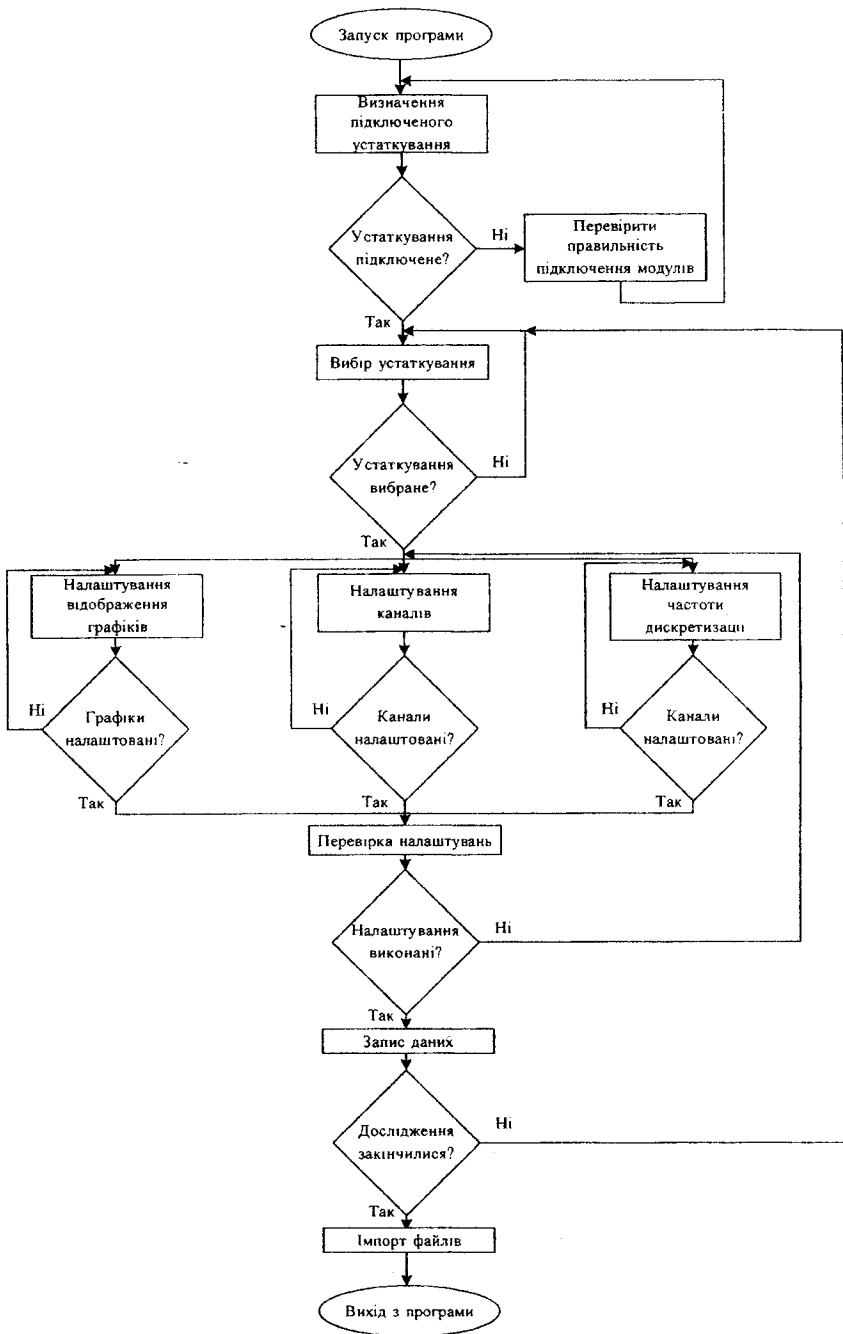 Запуск програми
Визначення
підключеного
устаткування
Устаткування
підключене?
Ні
Перевірити
правильність
підключення модулів
Так
Вибір устаткування
Устаткування
вибране?
Ні
Так
Налаштування
відображення
графіків
Налаштування
каналів
Налаштування
частоти
дискретизації
Ні
Графіки
налаштовані?
Ні
Канали
налаштовані?
Ні
Канали
налаштовані?
Так
Так
Так
Перевірка налаштувань
Налаштування
виконані?
Ні
Так
Запис даних
Дослідження
закінчилися?
Ні
Так
Імпорт файлів
Вихід з програми